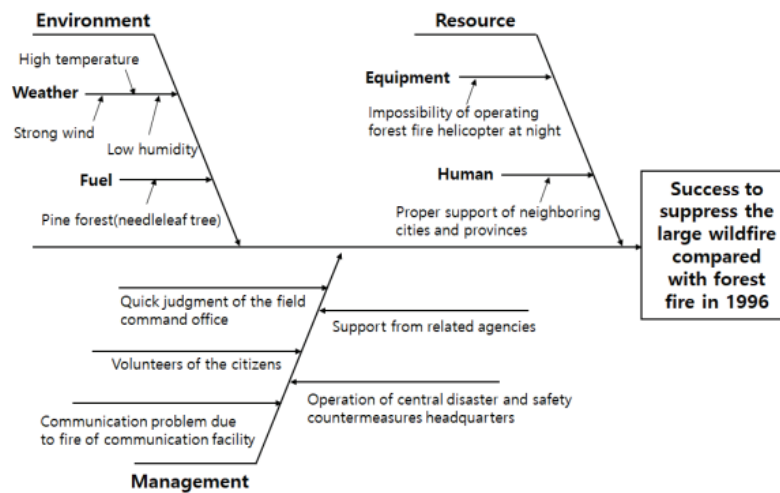 Environment
Resource
High temperature
Weather
Strong wind
Low humidity
Fuel
Pine forest(needleleaf tree)
Equipment
Impossibility of operating
forest fire helicopter at night
Human
Proper support of neighboring
cities and provinces
Success to
suppress the
large wildfire
compared
with forest
fire in 1996
Quick judgment of the field
command office
Support from related agencies
Volunteers of the citizens
Operation of central disaster and safety
countermeasures headquarters
Communication problem due
to fire of communication facility
Management